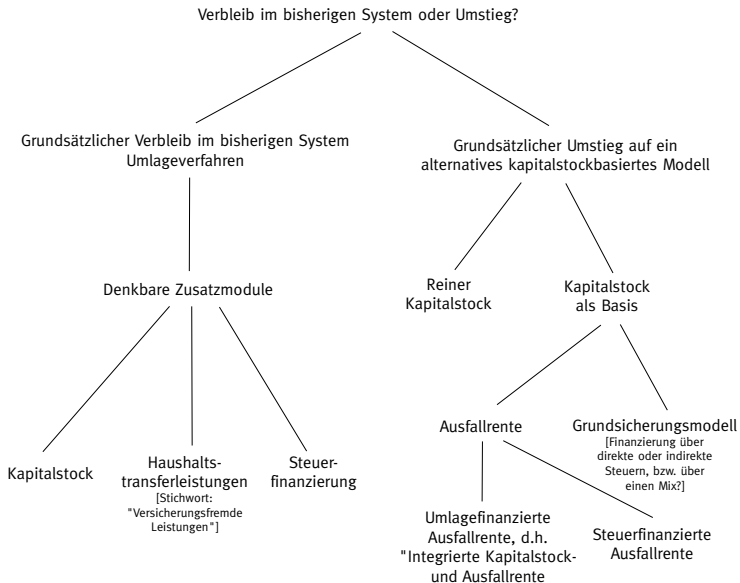 Verbleib im bisherigen System oder Umstieg?
Grundsätzlicher Verbleib im bisherigen System
Umlageverfahren
Grundsätzlicher Umstieg auf ein
alternatives kapitalstockbasiertes Modell
Denkbare Zusatzmodule
Reiner
Kapitalstock
Kapitalstock
als Basis
Kapitalstock
Haushalts-
transferleistungen
[Stichwort:
"Versicherungsfremde
Leistungen"]
Steuer-
finanzierung
Ausfallrente
Grundsicherungsmodell
[Finanzierung über
direkte oder indirekte
Steuern, bzw. über
einen Mix?]
Umlagefinanzierte
Ausfallrente, d.h.
"Integrierte Kapitalstock-
und Ausfallrente
Steuerfinanzierte
Ausfallrente